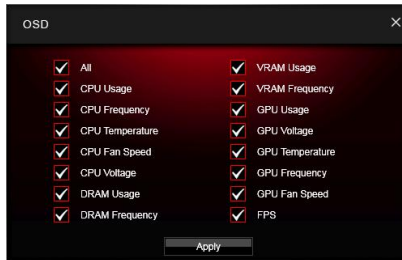 OSD
All
CPU Usage
CPU Frequency
CPU Temperature
CPU Fan Speed
CPU Voltage
DRAM Usage
DRAM Frequency
VRAM Usage
VRAM Frequency
GPU Usage
GPU Voltage
GPU Temperature
GPU Frequency
GPU Fan Speed
FPS
Apply